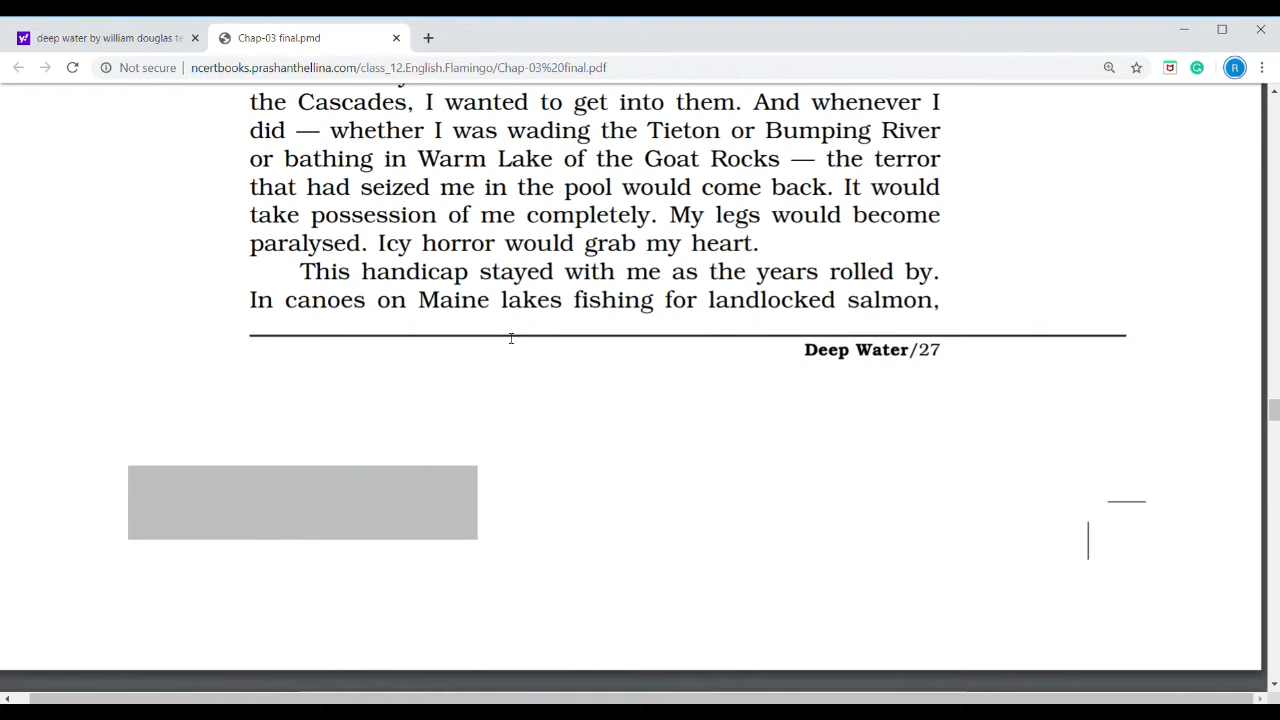 deep water by william douglas te
Chap-03 final.pmd
Not secure
ncertbooks.prashanthellina.com/class_12.English.Flamingo/Chap-03%20final.pdf
R
the Cascades, I wanted to get into them. And whenever I
did — whether I was wading the Tieton or Bumping River
or bathing in Warm Lake of the Goat Rocks — the terror
that had seized me in the pool would come back. It would
take possession of me completely. My legs would become
paralysed. Icy horror would grab my heart.
This handicap stayed with me as the years rolled by.
In canoes on Maine lakes fishing for landlocked salmon,
Deep Water/27